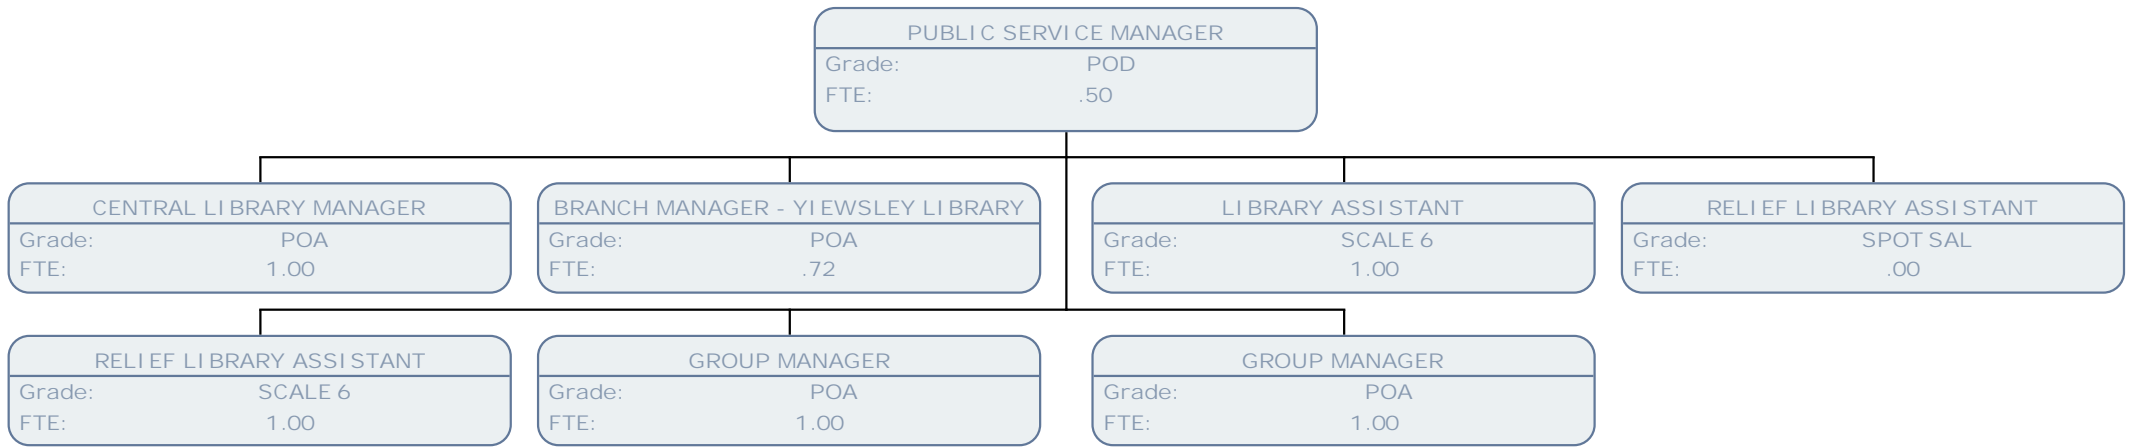 PUBLIC SERVICE MANAGER
Grade: POD
FTE: .50
CENTRAL LIBRARY MANAGER
Grade: POA
FTE: 1.00
BRANCH MANAGER - YIEWSLEY LIBRARY
Grade: POA
FTE: .72
LIBRARY ASSISTANT
Grade: SCALE 6
FTE: 1.00
RELIEF LIBRARY ASSISTANT
Grade: SPOT SAL
FTE: .00
RELIEF LIBRARY ASSISTANT
Grade: SCALE 6
FTE: 1.00
GROUP MANAGER
Grade: POA
FTE: 1.00
GROUP MANAGER
Grade: POA
FTE: 1.00